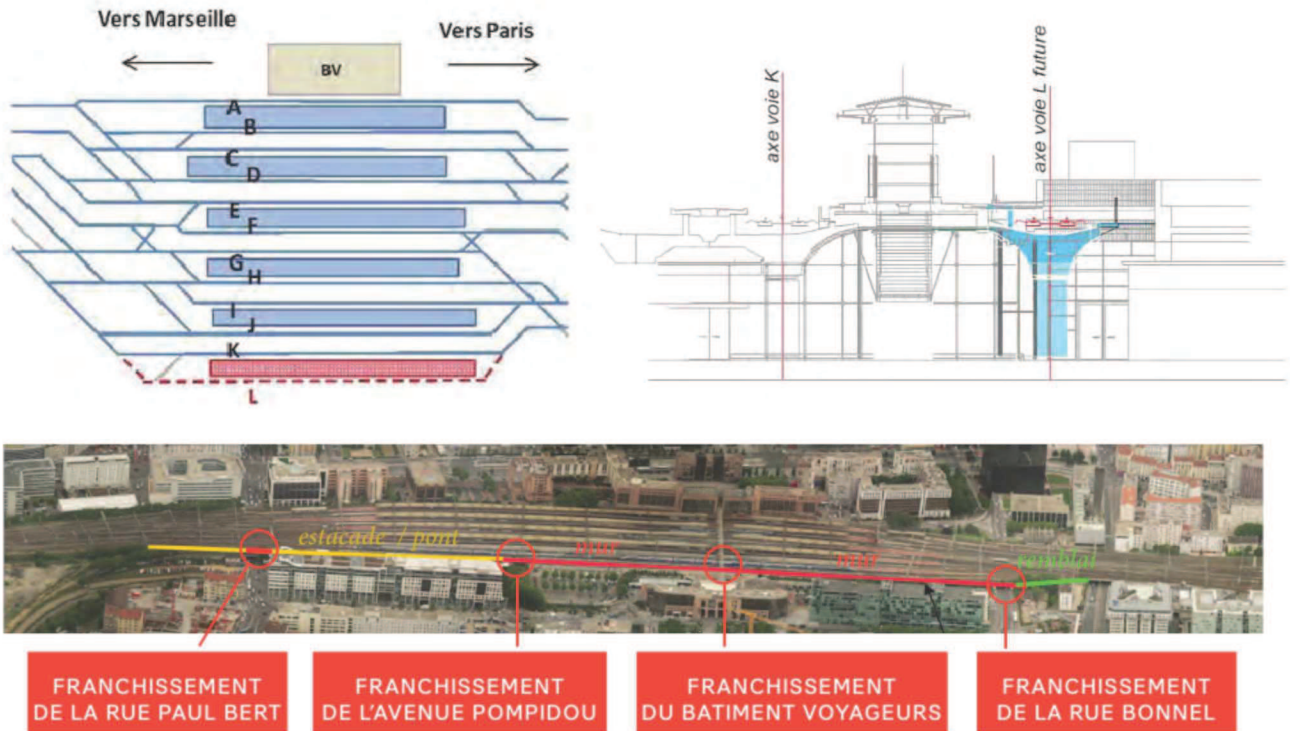 Vers Marseille
Vers Paris
BV
A
B
C
D
E
F
G
H
I
J
K
L
axe voie K
axe voie L future
estacade / pont
mur
mur
remblai
FRANCHISSEMENT
DE LA RUE PAUL BERT
FRANCHISSEMENT
DE L'AVENUE POMPIDOU
FRANCHISSEMENT
DU BATIMENT VOYAGEURS
FRANCHISSEMENT
DE LA RUE BONNEL